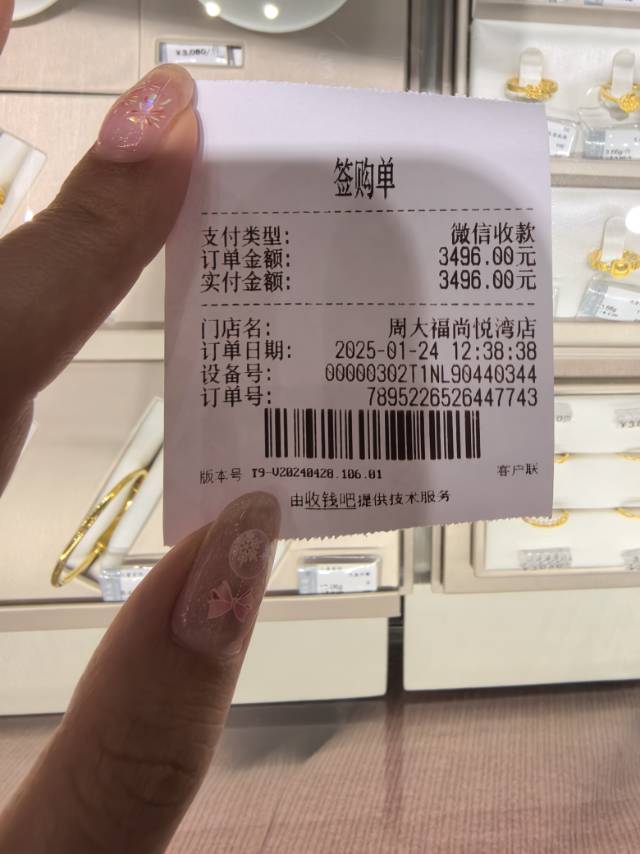 ¥3,080/
签购单
支付类型: 微信收款
订单金额: 3496.00元
实付金额: 3496.00元
门店名: 周大福尚悦湾店
订单日期: 2025-01-24 12:38:38
设备号: 00000302T1NL90440344
订单号: 7895226526447743
版本号 T9-V20240428.106.01 客户联
由收钱吧提供技术服务